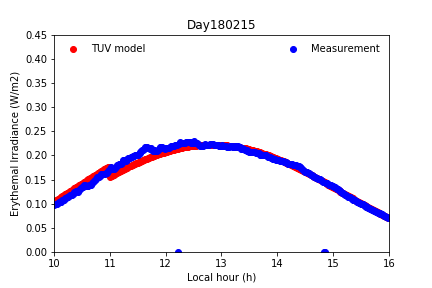 Day180215
TUV model
Measurement
Erythemal Irradiance (W/m2)
0.45
0.40
0.35
0.30
0.25
0.20
0.15
0.10
0.05
0.00
10 11 12 13 14 15 16
Local hour (h)